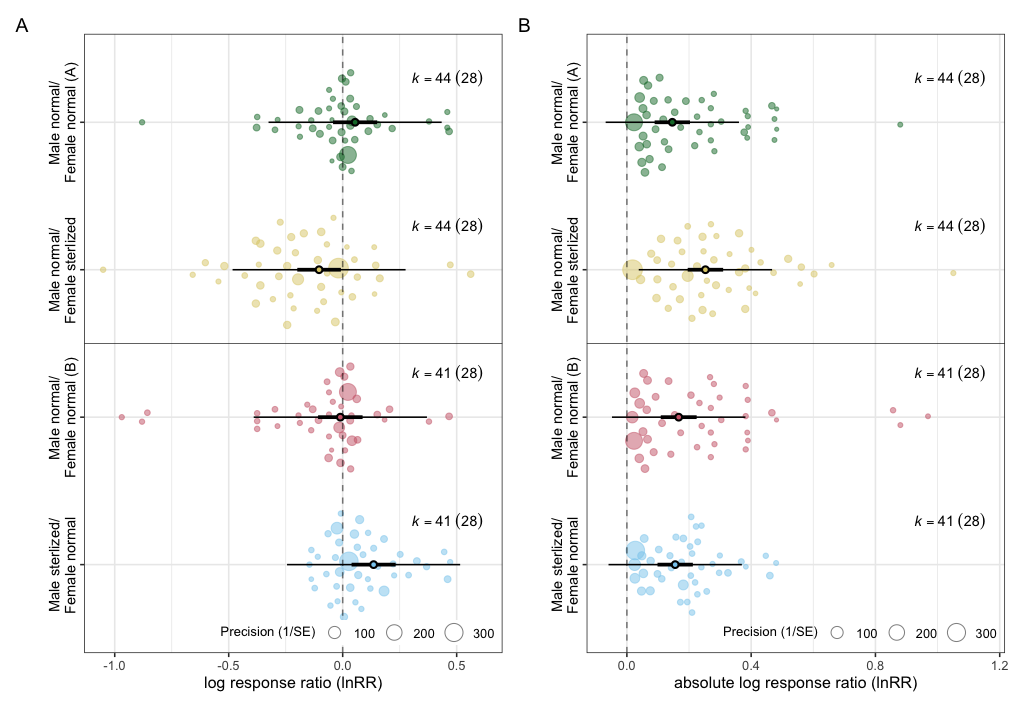 A
Male normal/
Female normal (A)
k = 44 (28)
Male normal/
Female sterlized
k = 44 (28)
Male normal/
Female normal (B)
k = 41 (28)
Male sterlized/
Female normal
k = 41 (28)
Precision (1/SE) 100 200 300
-1.0 -0.5 0.0 0.5
log response ratio (lnRR)
B
Male normal/
Female normal (A)
k = 44 (28)
Male normal/
Female sterlized
k = 44 (28)
Male normal/
Female normal (B)
k = 41 (28)
Male sterlized/
Female normal
k = 41 (28)
Precision (1/SE) 100 200 300
0.0 0.4 0.8 1.2
absolute log response ratio (lnRR)